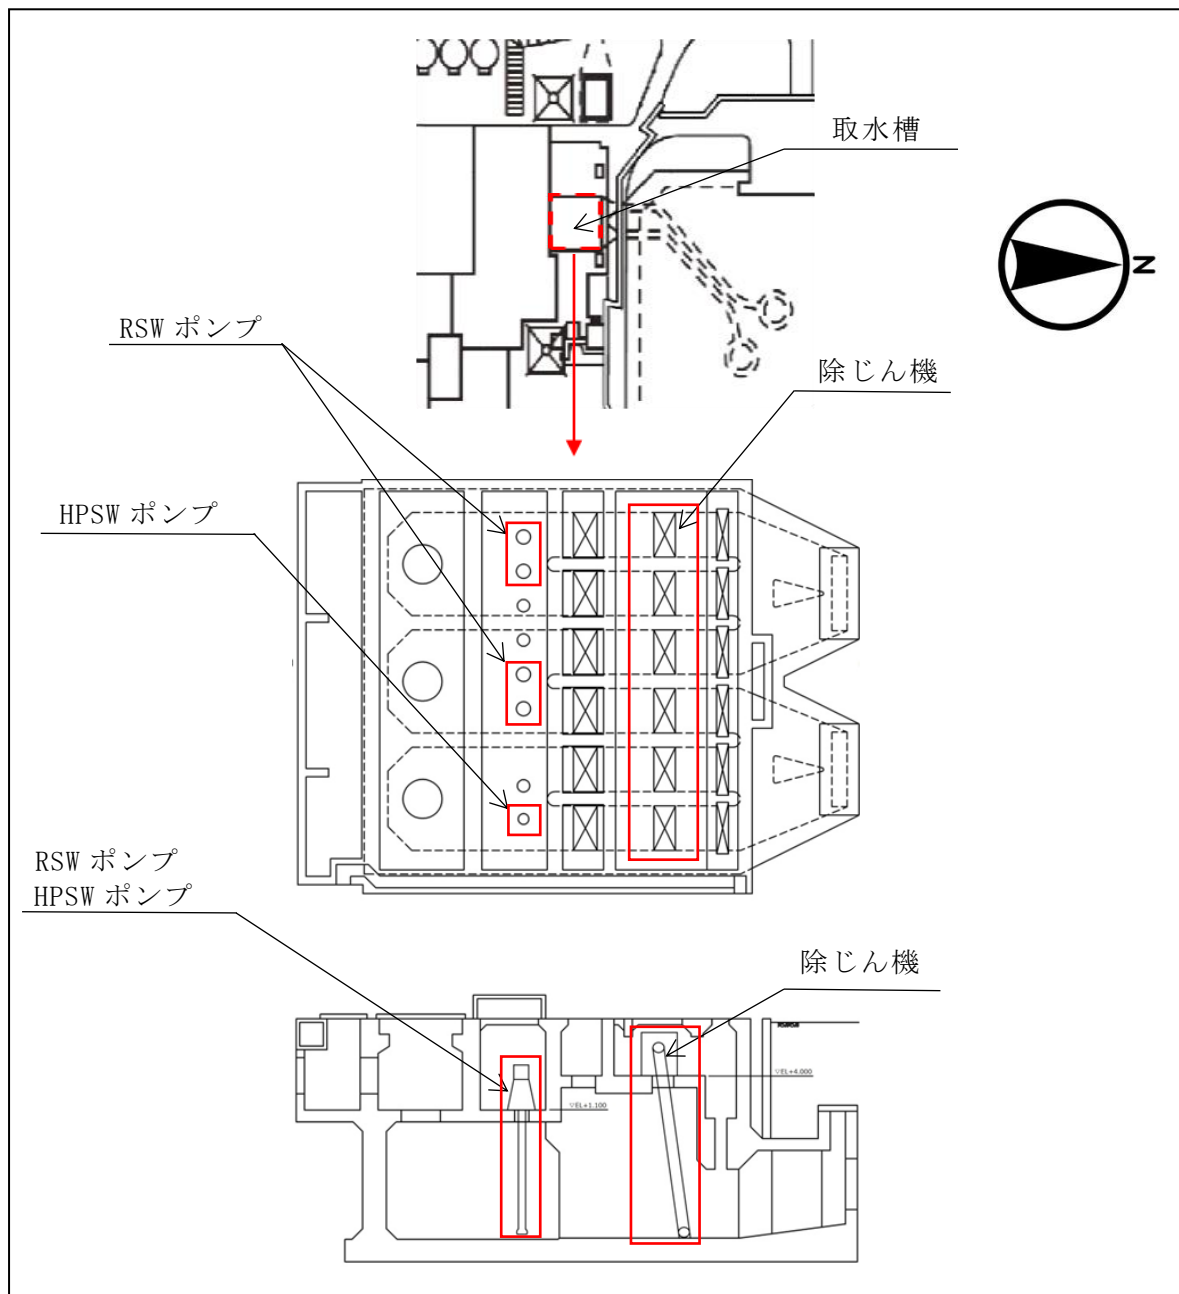 取水槽
N
RSW ポンプ
除じん機
HPSW ポンプ
RSW ポンプ
HPSW ポンプ
除じん機
▽EL+4.000
▽EL+1.100